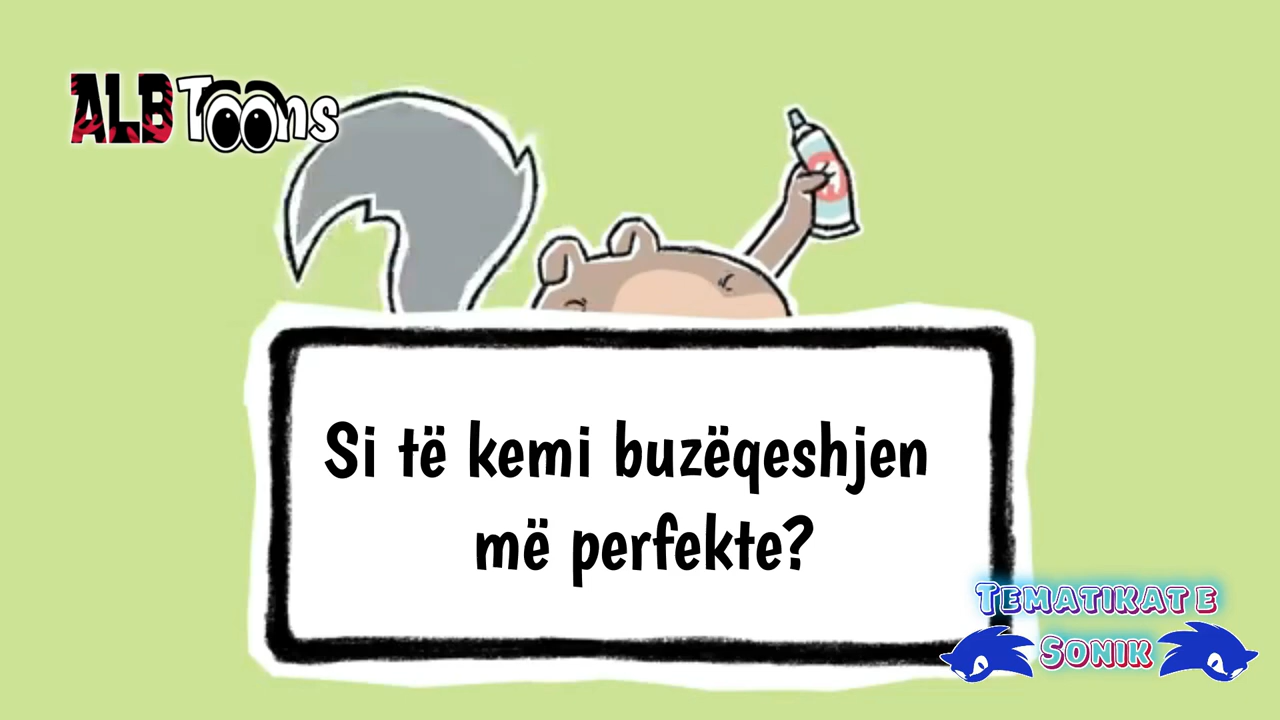 ALBToons
Si të kemi buzëqeshjen
më perfekte?
TEMATIKAT E
SONIK